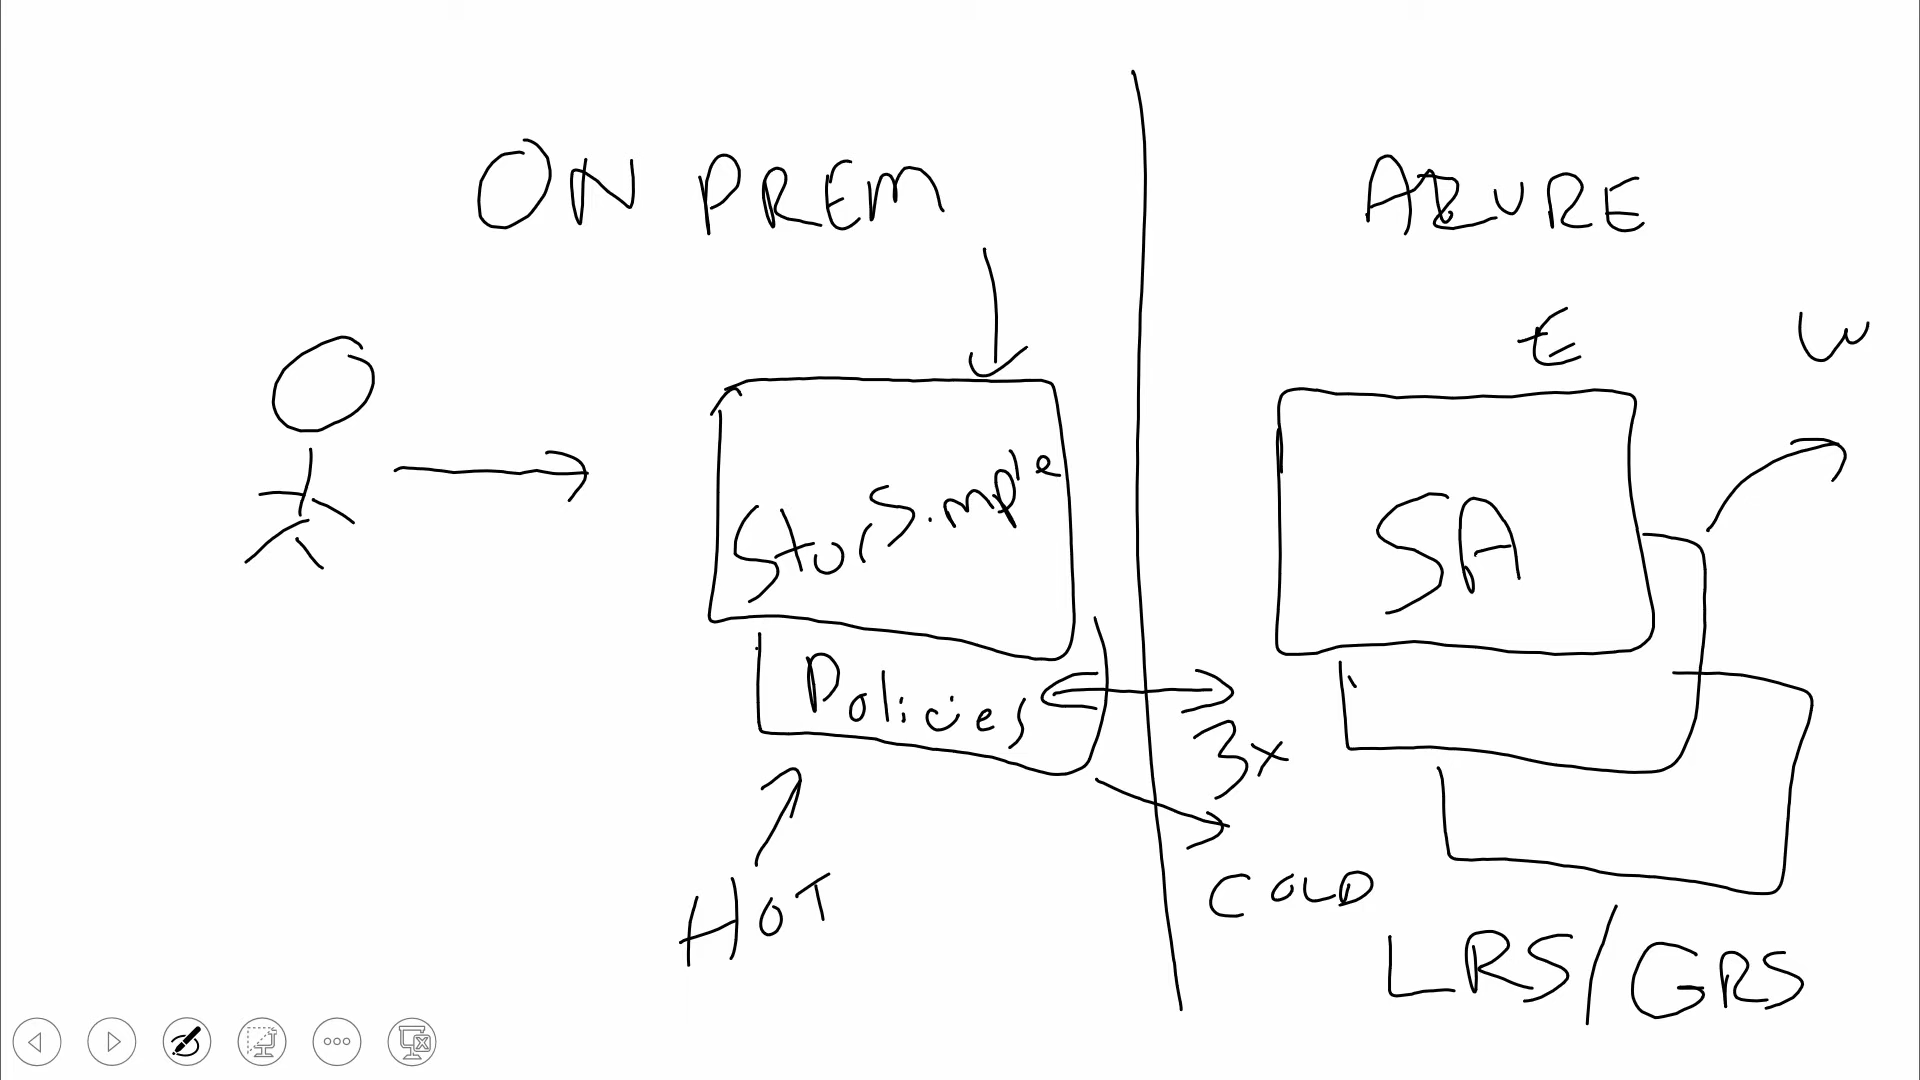 ON PREM
AZURE
E
W
StorSimple
SA
Policies
3x
HOT
COLD
LRS/GRS